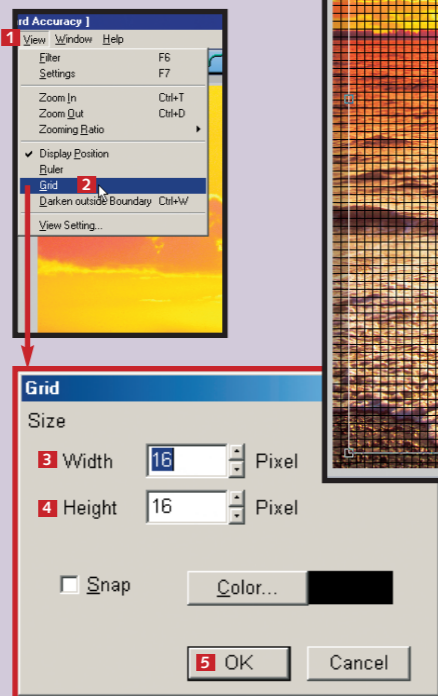 rd Accuracy ]
1 View Window Help
Filter F6
Settings F7
Zoom In Ctrl+T
Zoom Out Ctrl+D
Zooming Ratio
Display Position
Ruler
Grid 2
Darken outside Boundary Ctrl+W
View Setting...
Grid
Size
3 Width 16 Pixel
4 Height 16 Pixel
Snap Color...
5 OK Cancel